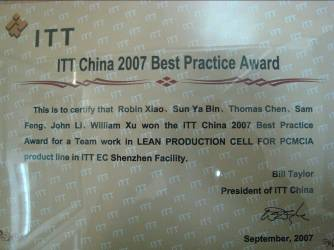 ITT
ITT China 2007 Best Practice Award
This is to certify that Robin Xiao, Sun Ya Bin, Thomas Chen, Sam
Feng, John Li, William Xu won the ITT China 2007 Best Practice
Award for a Team work in LEAN PRODUCTION CELL FOR PCMCIA
product line in ITT EC Shenzhen Facility.
Bill Taylor
President of ITT China
September, 2007